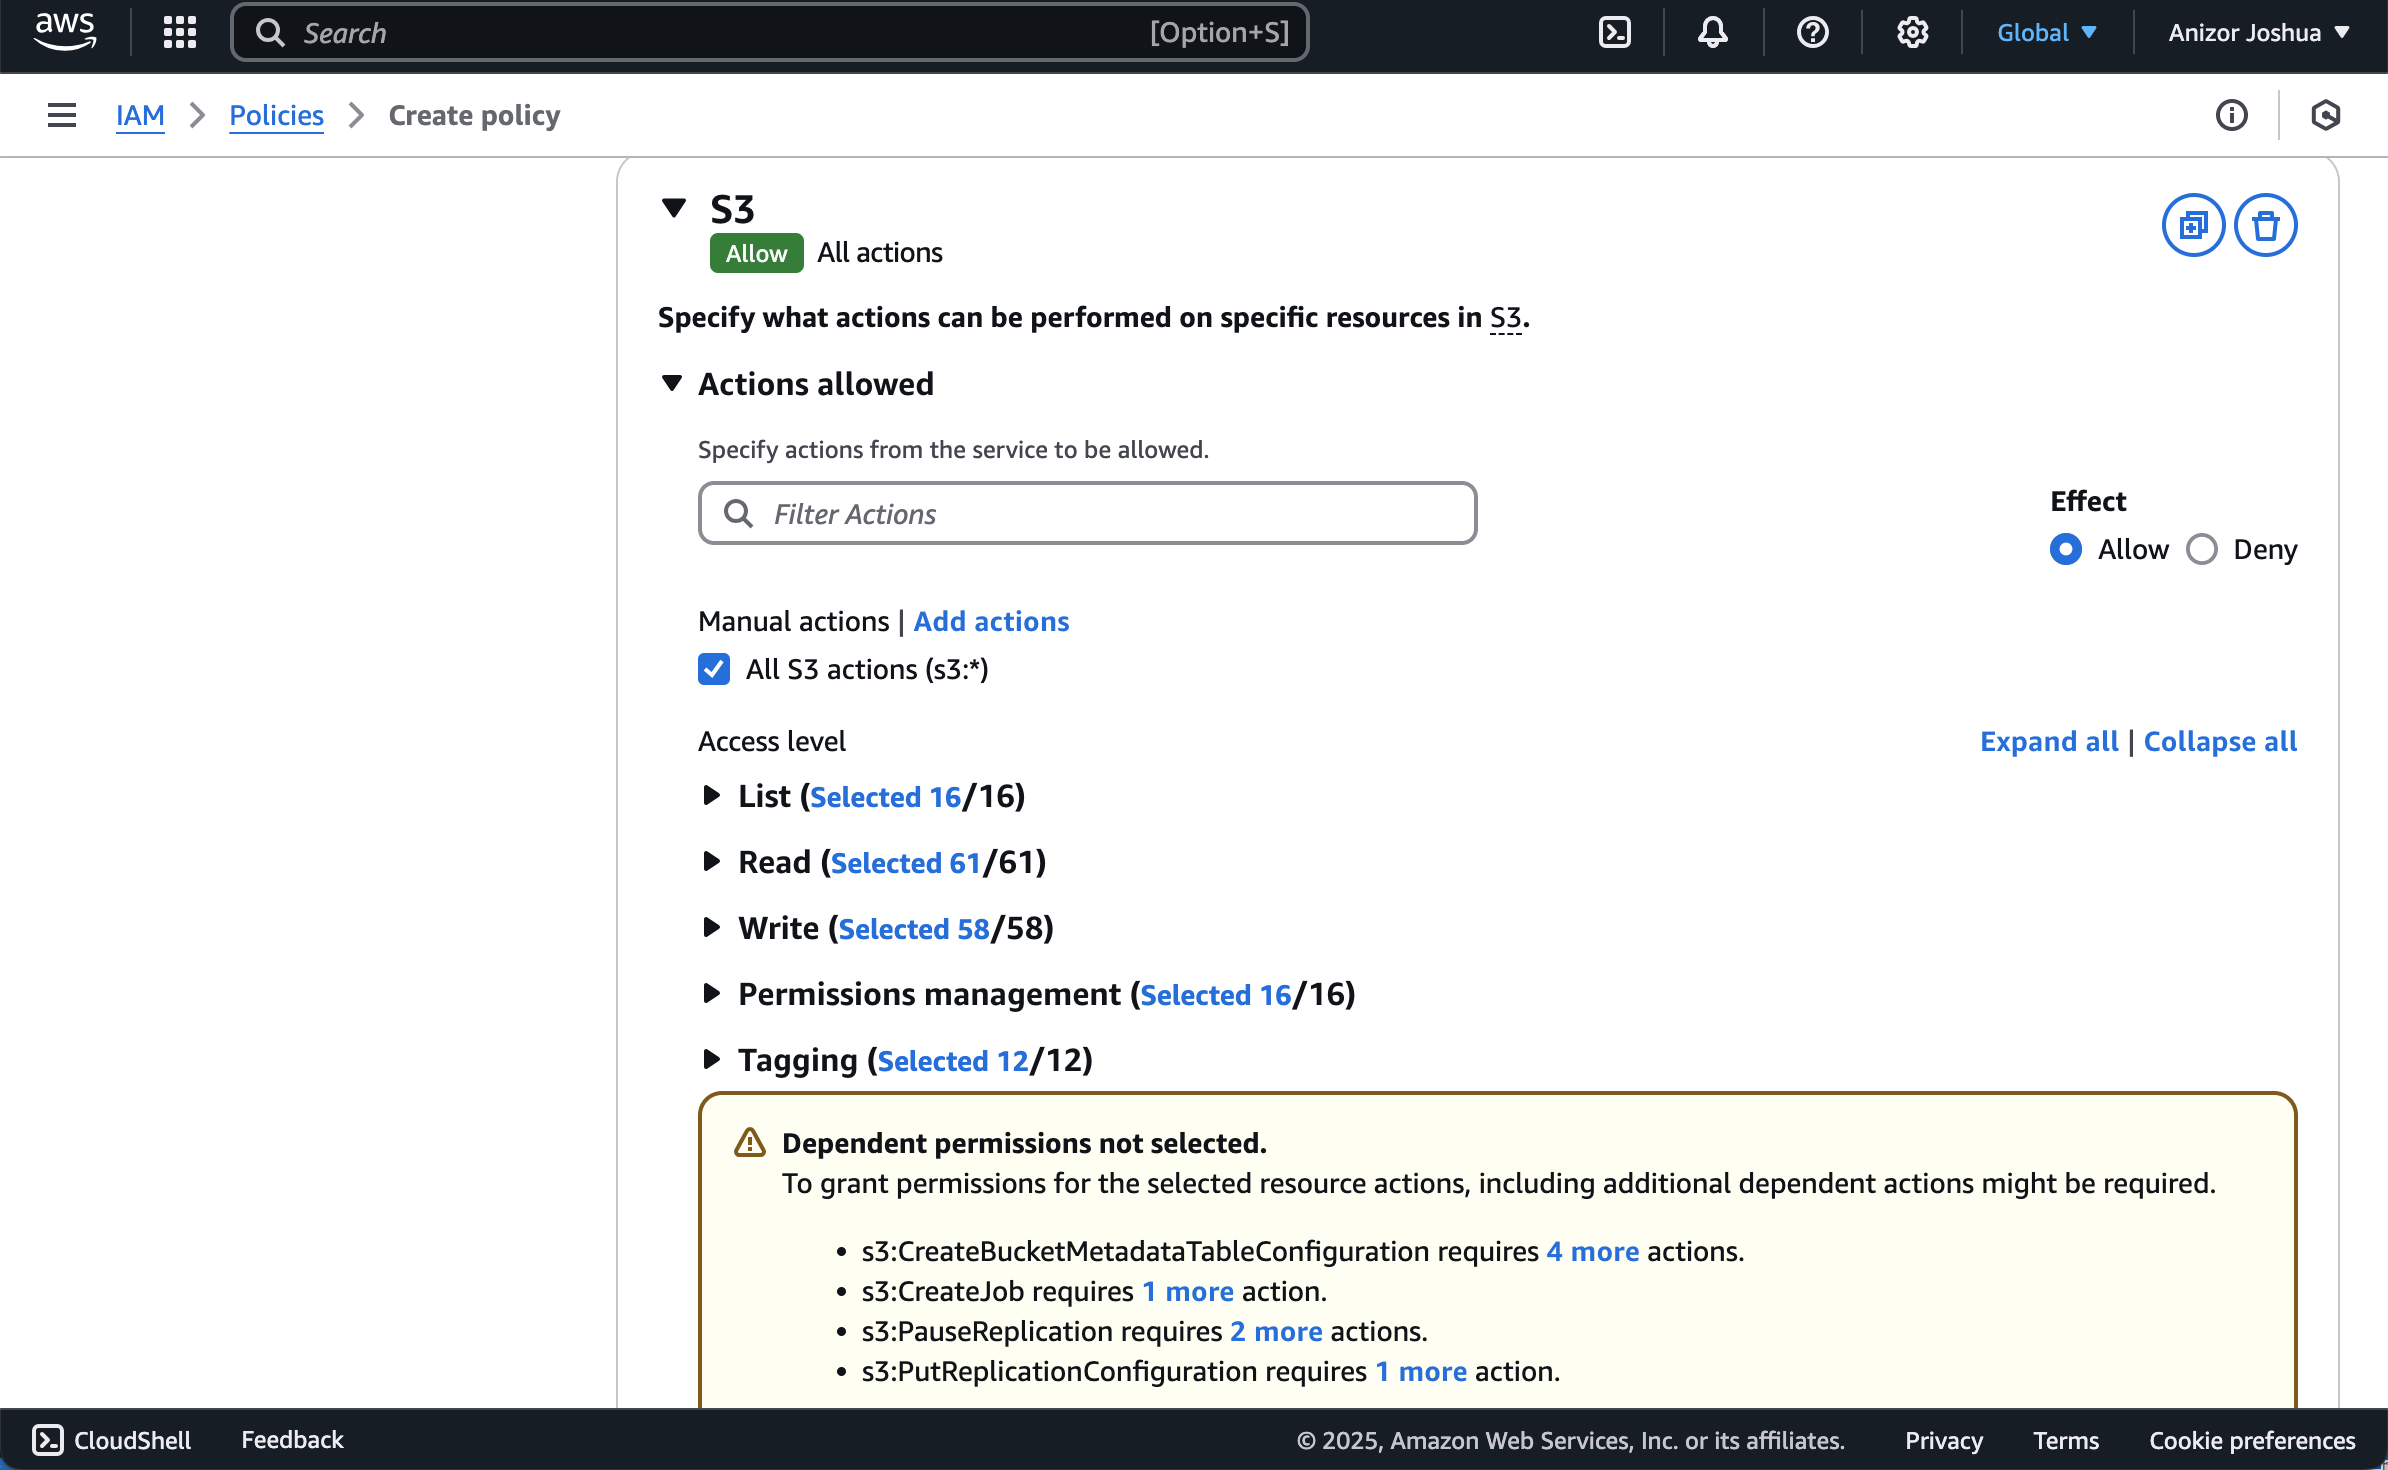 aws
Search [Option+S]
Global
Anizor Joshua
IAM
Policies
Create policy
S3
Allow All actions
Specify what actions can be performed on specific resources in S3.
Actions allowed
Specify actions from the service to be allowed.
Filter Actions
Effect
Allow Deny
Manual actions | Add actions
All S3 actions (s3:*)
Access level
Expand all | Collapse all
List (Selected 16/16)
Read (Selected 61/61)
Write (Selected 58/58)
Permissions management (Selected 16/16)
Tagging (Selected 12/12)
Dependent permissions not selected.
To grant permissions for the selected resource actions, including additional dependent actions might be required.
• s3:CreateBucketMetadataTableConfiguration requires 4 more actions.
• s3:CreateJob requires 1 more action.
• s3:PauseReplication requires 2 more actions.
• s3:PutReplicationConfiguration requires 1 more action.
CloudShell Feedback © 2025, Amazon Web Services, Inc. or its affiliates. Privacy Terms Cookie preferences